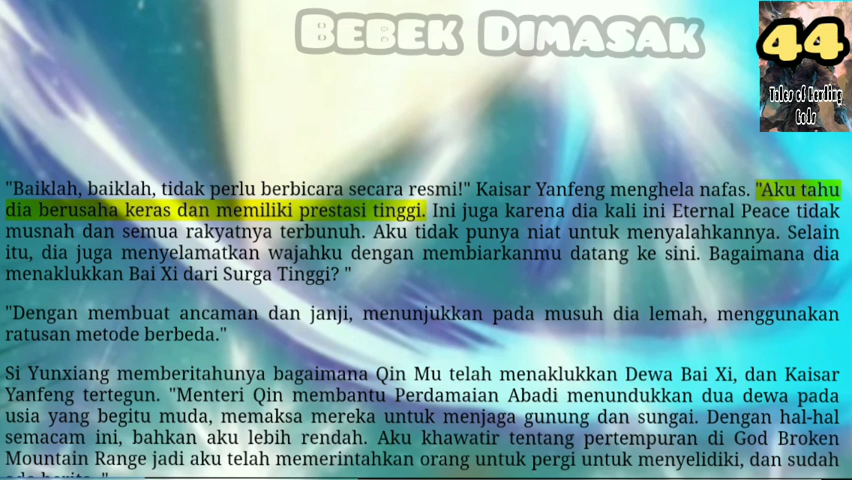 BEBEK DIMASAK
44
Tales of Herding
Gods
"Baiklah, baiklah, tidak perlu berbicara secara resmi!" Kaisar Yanfeng menghela nafas. "Aku tahu
dia berusaha keras dan memiliki prestasi tinggi. Ini juga karena dia kali ini Eternal Peace tidak
musnah dan semua rakyatnya terbunuh. Aku tidak punya niat untuk menyalahkannya. Selain
itu, dia juga menyelamatkan wajahku dengan membiarkanmu datang ke sini. Bagaimana dia
menaklukkan Bai Xi dari Surga Tinggi? "
"Dengan membuat ancaman dan janji, menunjukkan pada musuh dia lemah, menggunakan
ratusan metode berbeda."
Si Yunxiang memberitahunya bagaimana Qin Mu telah menaklukkan Dewa Bai Xi, dan Kaisar
Yanfeng tertegun. "Menteri Qin membantu Perdamaian Abadi menundukkan dua dewa pada
usia yang begitu muda, memaksa mereka untuk menjaga gunung dan sungai. Dengan hal-hal
semacam ini, bahkan aku lebih rendah. Aku khawatir tentang pertempuran di God Broken
Mountain Range jadi aku telah memerintahkan orang untuk pergi untuk menyelidiki, dan sudah